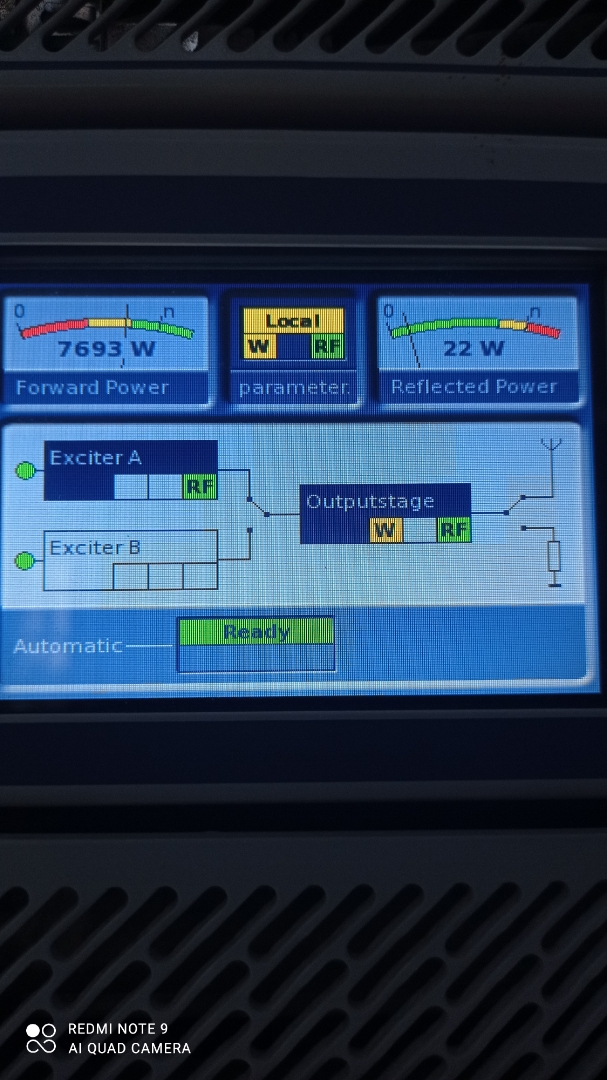 0 n
7693 W
Forward Power
Local
W RF
parameter.
0 n
22 W
Reflected Power
Exciter A
RF
Outputstage
W RF
Exciter B
Automatic
Ready
REDMI NOTE 9
AI QUAD CAMERA